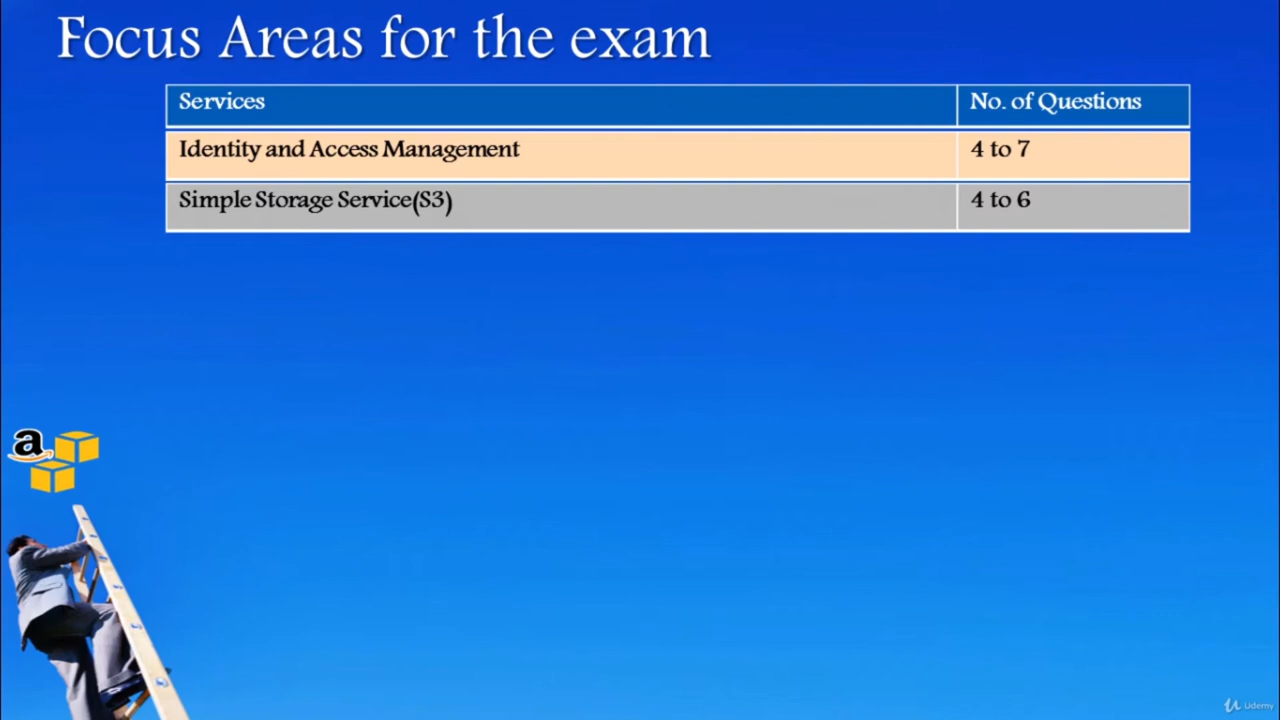 Focus Areas for the exam
Services No. of Questions
Identity and Access Management 4 to 7
Simple Storage Service(S3) 4 to 6
a
Udemy